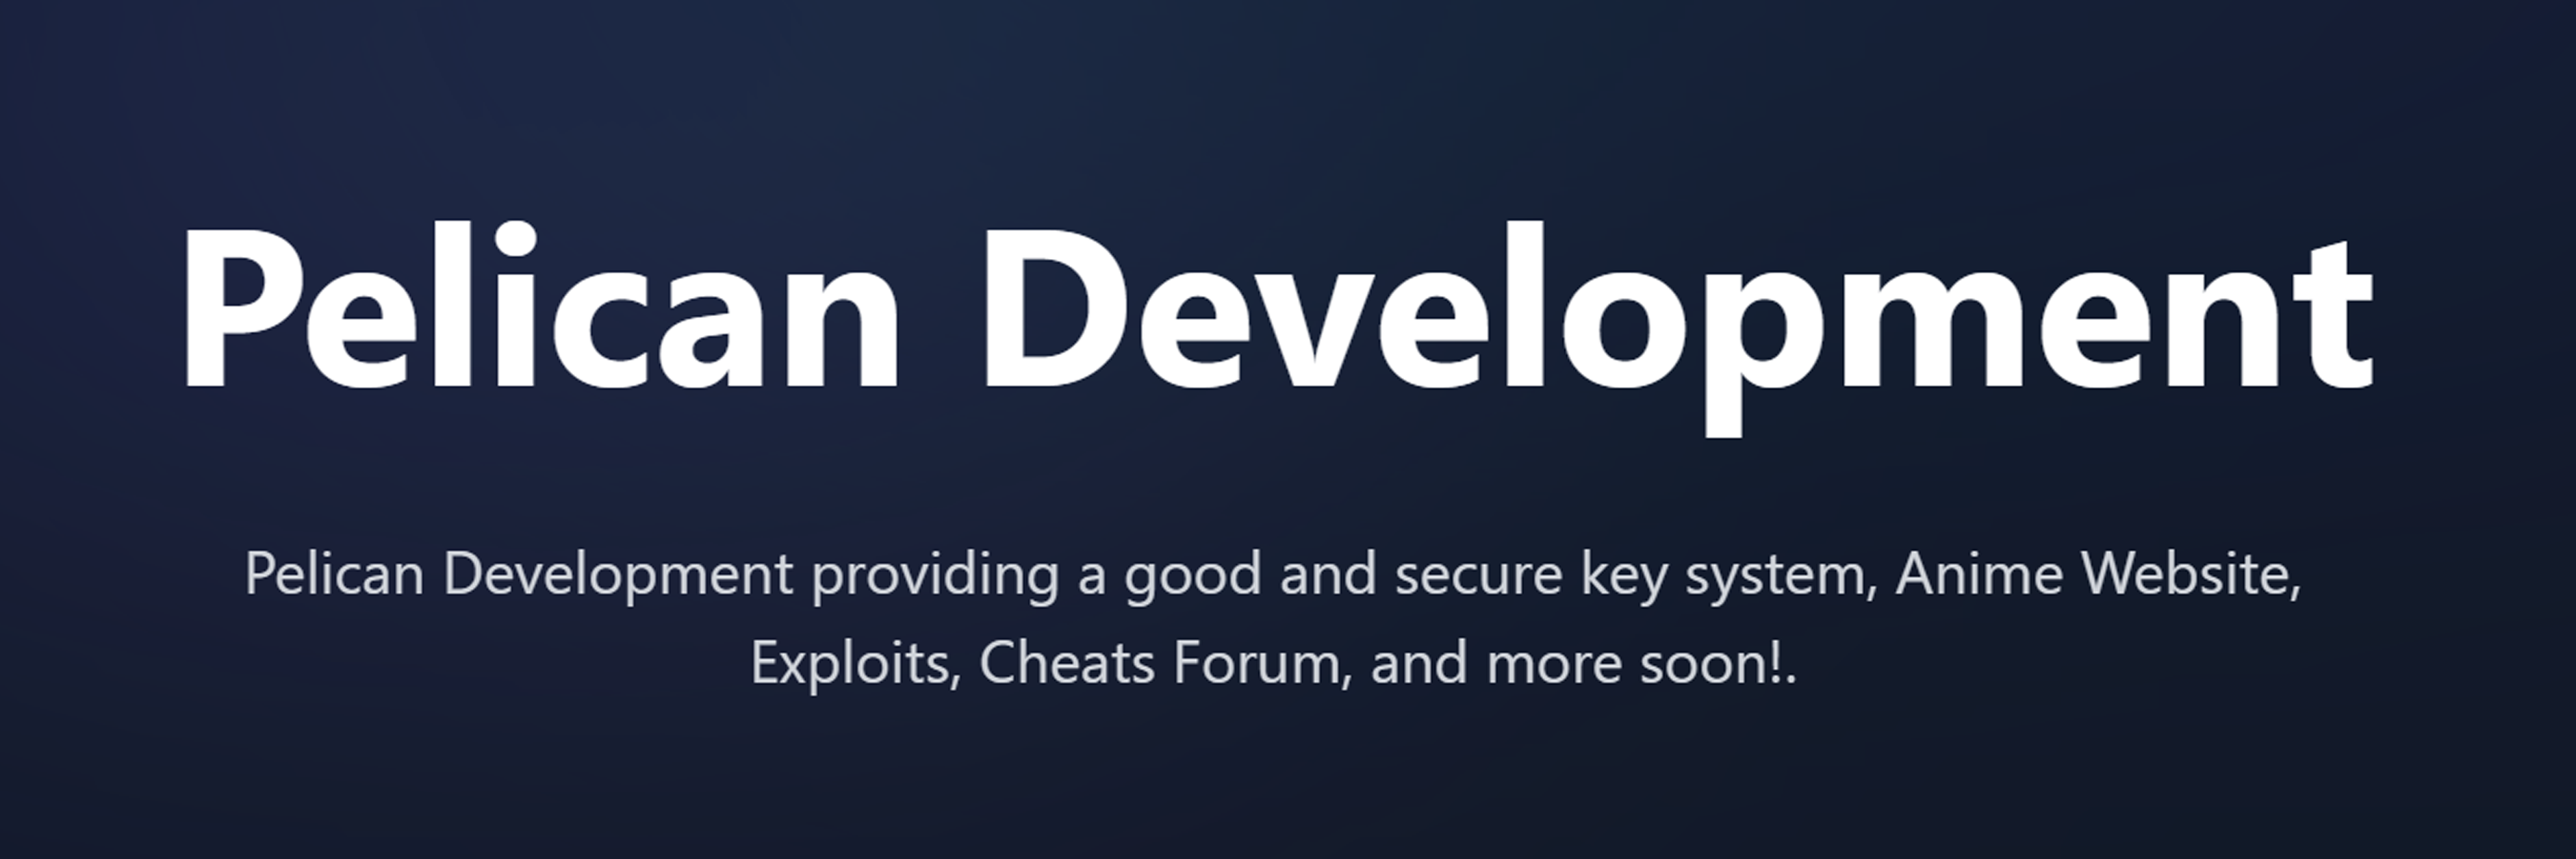 Pelican Development
Pelican Development providing a good and secure key system, Anime Website,
Exploits, Cheats Forum, and more soon!.